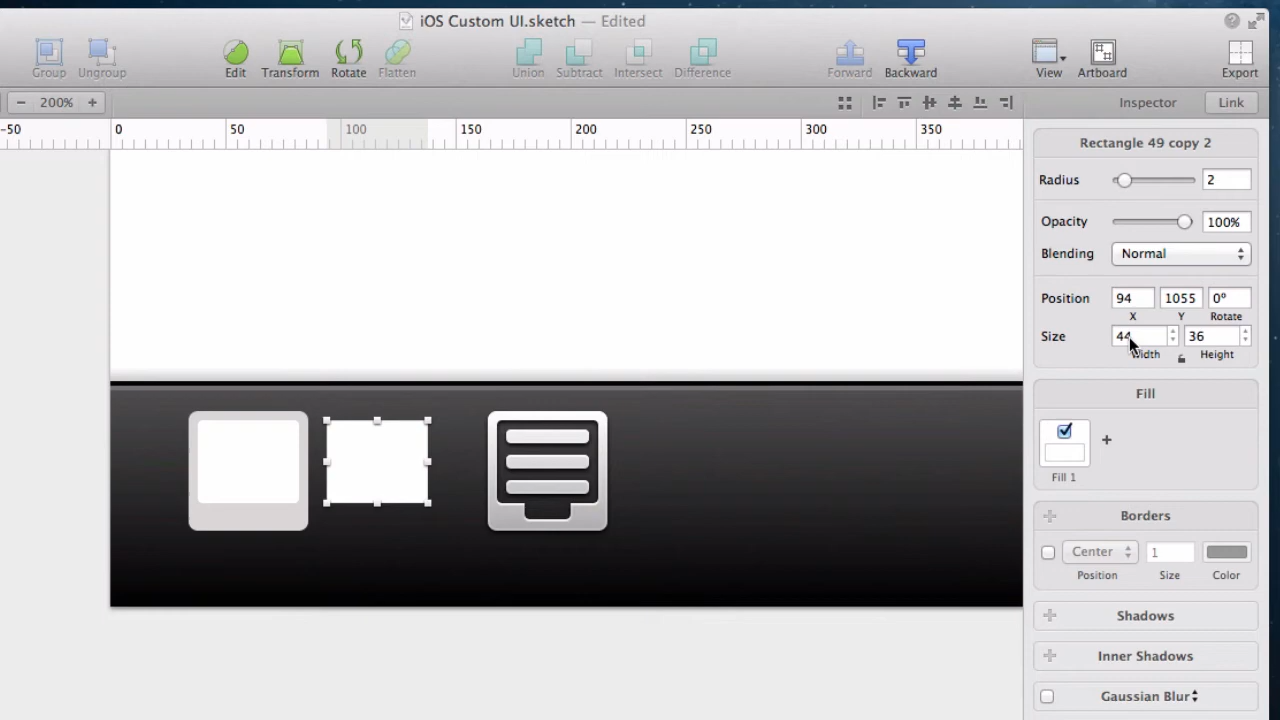 iOS Custom UI.sketch — Edited
Group Ungroup Edit Transform Rotate Flatten Union Subtract Intersect Difference Forward Backward View Artboard Export
200% Inspector Link
-50 0 50 100 150 200 250 300 350
Rectangle 49 copy 2
Radius 2
Opacity 100%
Blending Normal
Position 94 1055 0°
X Y Rotate
Size 44 36
Width Height
Fill
Fill 1
Borders
Center 1
Position Size Color
Shadows
Inner Shadows
Gaussian Blur